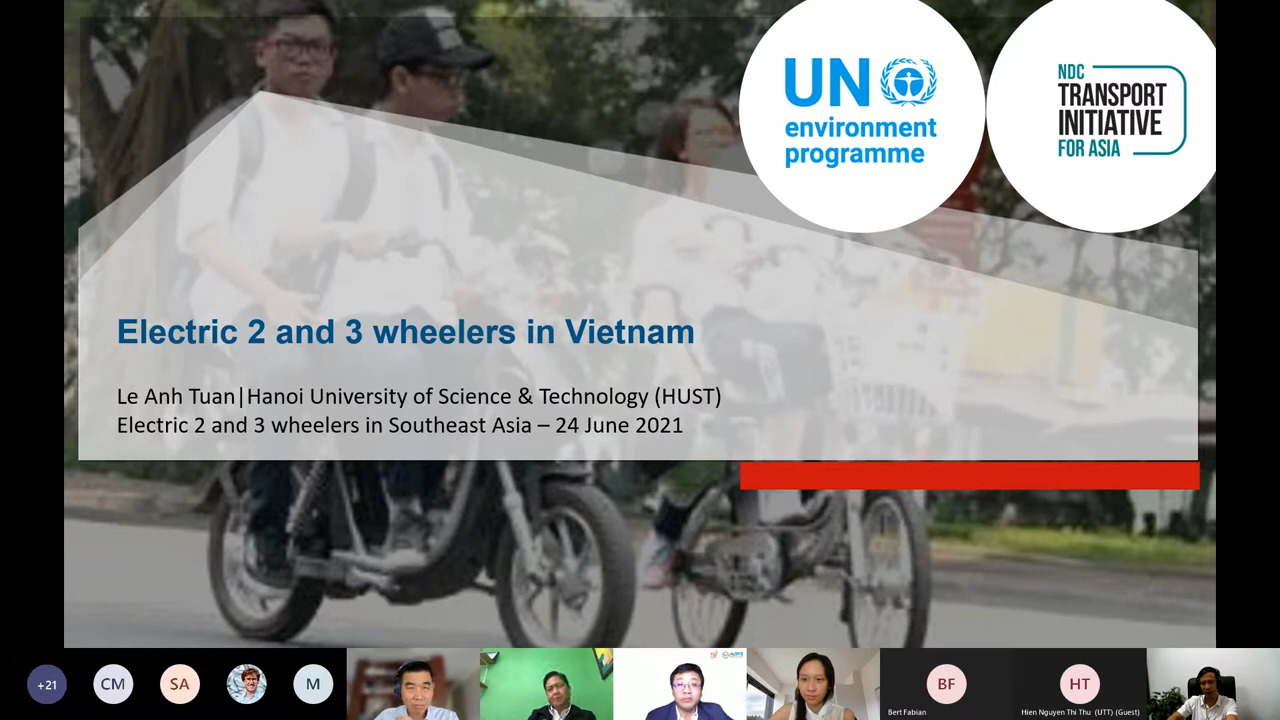 UN
environment
programme
NDC
TRANSPORT
INITIATIVE
FOR ASIA
Electric 2 and 3 wheelers in Vietnam
Le Anh Tuan|Hanoi University of Science & Technology (HUST)
Electric 2 and 3 wheelers in Southeast Asia – 24 June 2021
+21
CM
SA
M
BF
HT
Bert Fabian
Hien Nguyen Thi Thu (UTT) (Guest)